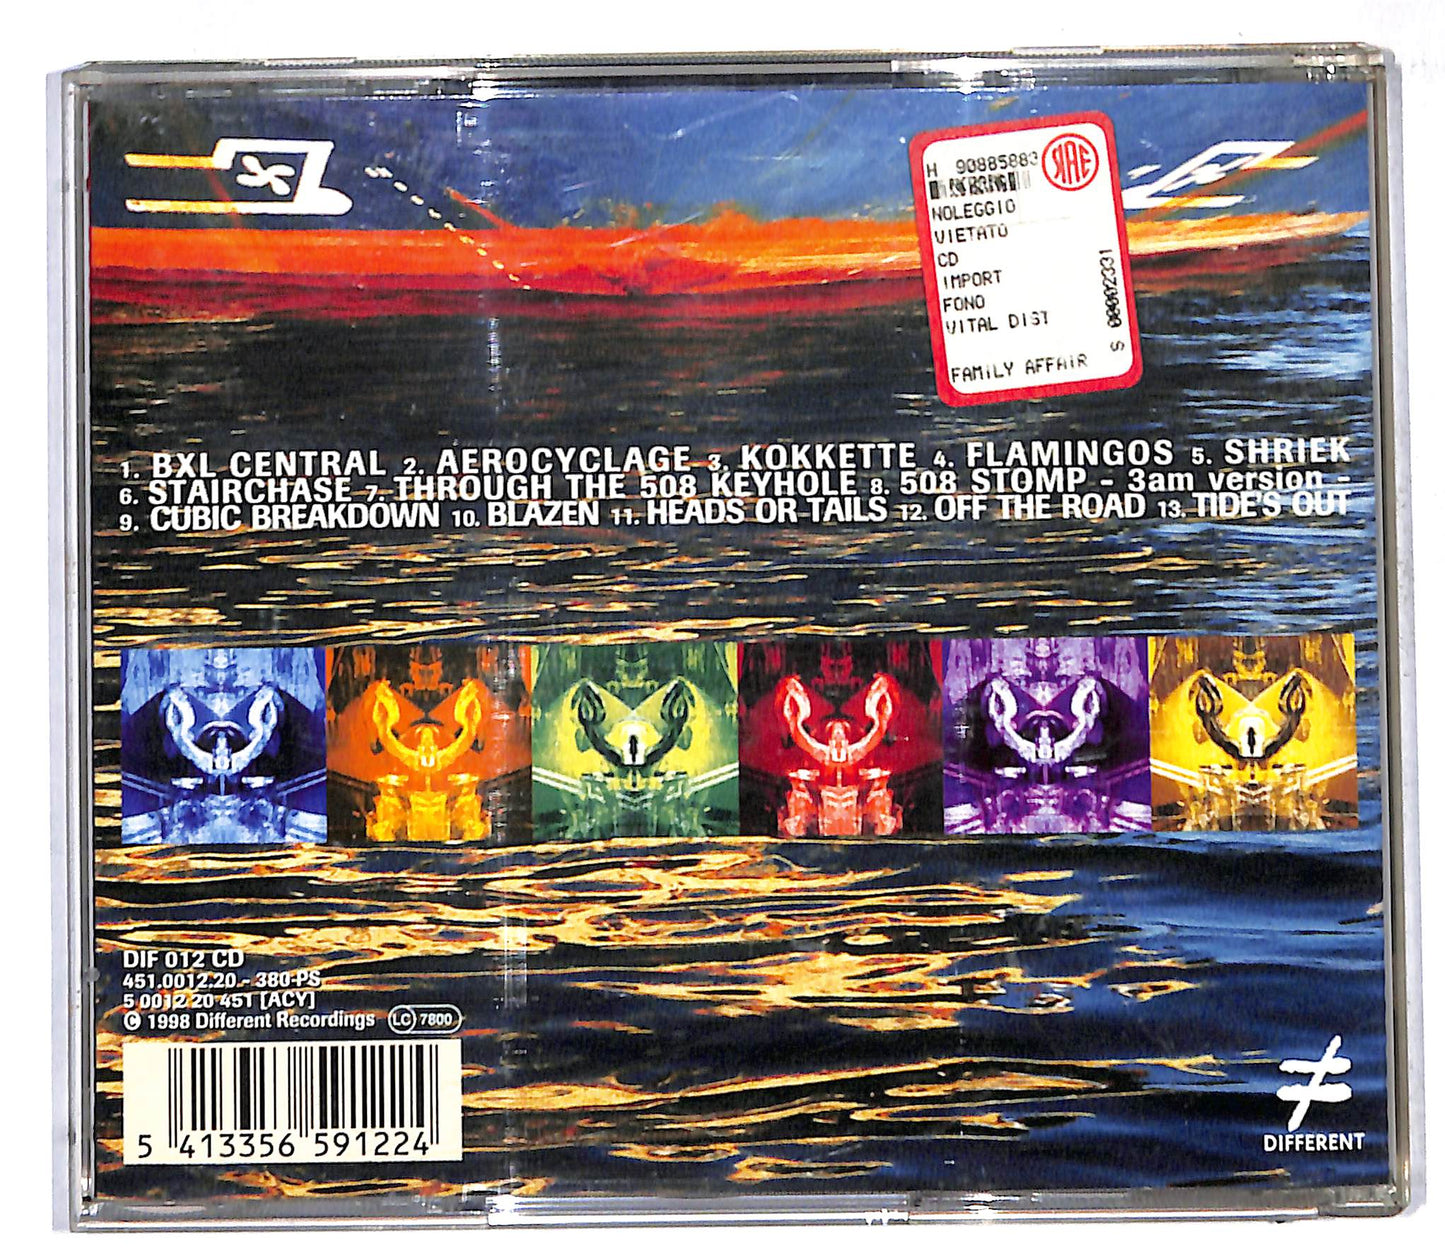 H 90885883
RAE
NOLEGGIO
VIETATO
CD
IMPORT
FONO
VITAL DIST
FAMILY AFFAIR
S 00002331
1. BXL CENTRAL 2. AEROCYCLAGE 3. KOKKETTE 4. FLAMINGOS 5. SHRIEK
6. STAIRCHASE 7. THROUGH THE 508 KEYHOLE 8. 508 STOMP - 3am version -
9. CUBIC BREAKDOWN 10. BLAZEN 11. HEADS OR TAILS 12. OFF THE ROAD 13. TIDE'S OUT
DIF 012 CD
451.0012.20 - 380-PS
5 0012 20 451 [ACY]
© 1998 Different Recordings LC 7800
5 413356 591224
≠
DIFFERENT